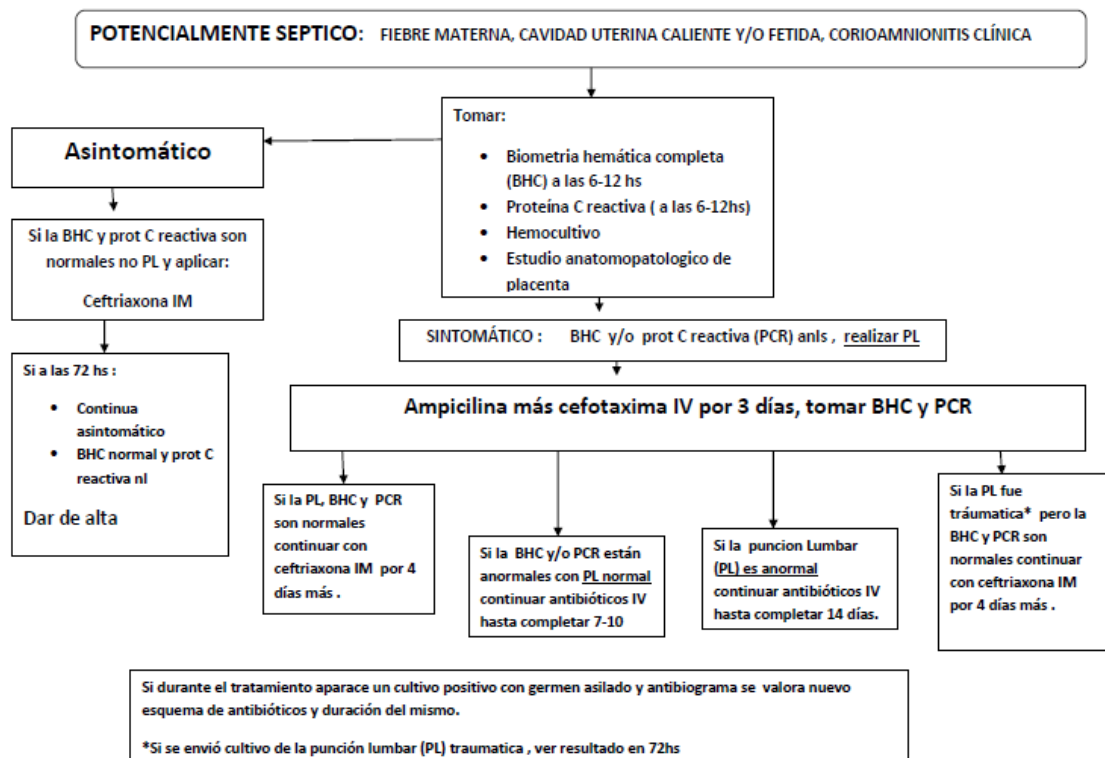 POTENCIALMENTE SEPTICO: FIEBRE MATERNA, CAVIDAD UTERINA CALIENTE Y/O FETIDA, CORIOAMNIONITIS CLÍNICA
Tomar:
• Biometria hemática completa
(BHC) a las 6-12 hs
• Proteína C reactiva ( a las 6-12hs)
• Hemocultivo
• Estudio anatomopatologico de
placenta
Asintomático
Si la BHC y prot C reactiva son
normales no PL y aplicar:
Ceftriaxona IM
Si a las 72 hs :
• Continua
asintomático
• BHC normal y prot C
reactiva nl
Dar de alta
SINTOMÁTICO : BHC y/o prot C reactiva (PCR) anls , realizar PL
Ampicilina más cefotaxima IV por 3 días, tomar BHC y PCR
Si la PL, BHC y PCR
son normales
continuar con
ceftriaxona IM por 4
días más .
Si la BHC y/o PCR están
anormales con PL normal
continuar antibióticos IV
hasta completar 7-10
Si la puncion Lumbar
(PL) es anormal
continuar antibióticos IV
hasta completar 14 días.
Si la PL fue
tráumatica* pero la
BHC y PCR son
normales continuar
con ceftriaxona IM
por 4 días más .
Si durante el tratamiento aparace un cultivo positivo con germen asilado y antibiograma se valora nuevo
esquema de antibióticos y duración del mismo.
*Si se envió cultivo de la punción lumbar (PL) traumatica , ver resultado en 72hs